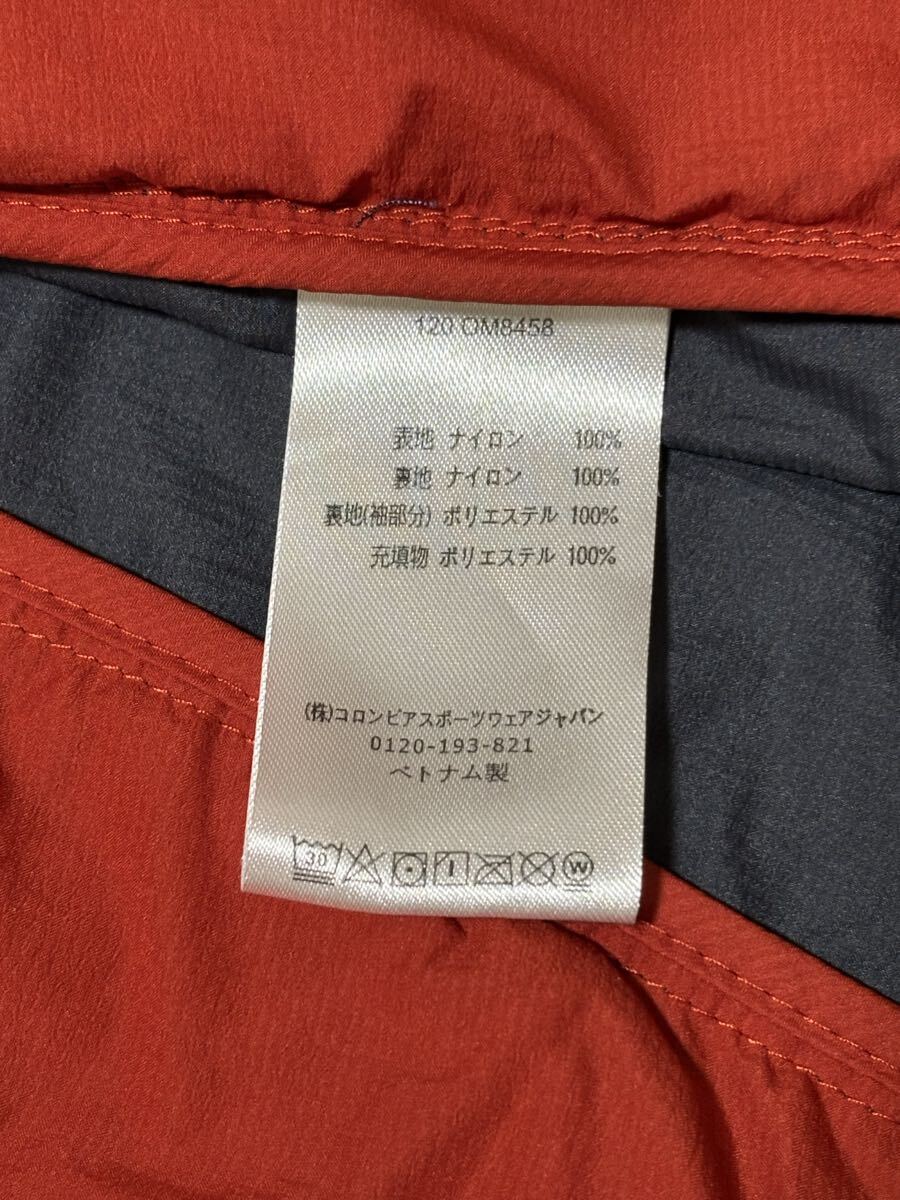 120 OM8458
表地 ナイロン 100%
裏地 ナイロン 100%
裏地(袖部分) ポリエステル 100%
充填物 ポリエステル 100%
(株)コロンビアスポーツウェアジャパン
0120-193-821
ベトナム製
30 W